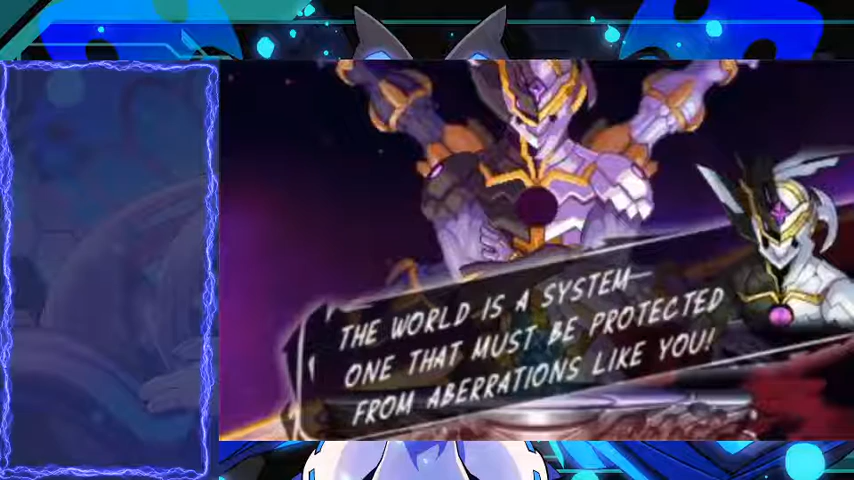 THE WORLD IS A SYSTEM—
ONE THAT MUST BE PROTECTED
FROM ABERRATIONS LIKE YOU!